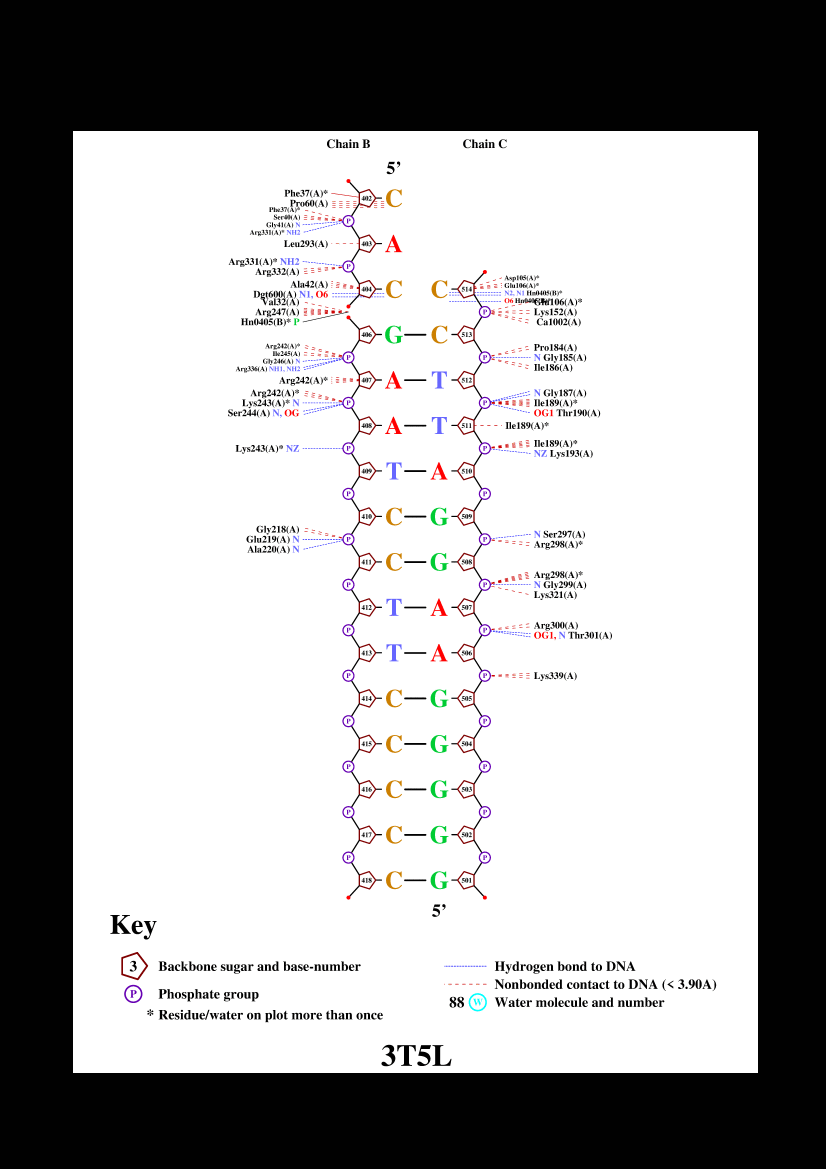 Chain B Chain C
5’
Phe37(A)* 402 C
Pro60(A)
Phe37(A)*
Ser40(A)
Gly41(A) N
Arg331(A)* NH2
P
Leu293(A) 403 A
Arg331(A)* NH2
Arg332(A)
P
Asp105(A)*
Ala42(A) 404 C C 514 Glu106(A)*
Dgt600(A) N1, O6 N2, N1 Hn0405(B)*
Val32(A) O6 Glu106(A)*
Arg247(A) P Lys152(A)
Hn0405(B)* P Ca1002(A)
406 G C 513
Arg242(A)* Pro184(A)
Ile245(A) P P N Gly185(A)
Gly246(A) N Ile186(A)
Arg336(A) NH1, NH2
Arg242(A)* 407 A T 512
Arg242(A)* N Gly187(A)
Lys243(A)* N P P Ile189(A)*
Ser244(A) N, OG OG1 Thr190(A)
408 A T 511 Ile189(A)*
Ile189(A)*
Lys243(A)* NZ P P NZ Lys193(A)
409 T A 510
P P
410 C G 509
Gly218(A) N Ser297(A)
Glu219(A) N P P Arg298(A)*
Ala220(A) N
411 C G 508
Arg298(A)*
P P N Gly299(A)
Lys321(A)
412 T A 507
Arg300(A)
P P OG1, N Thr301(A)
413 T A 506
P P Lys339(A)
414 C G 505
P P
415 C G 504
P P
416 C G 503
P P
417 C G 502
P P
418 C G 501
5’
Key
3 Backbone sugar and base-number
P Phosphate group
* Residue/water on plot more than once
Hydrogen bond to DNA
Nonbonded contact to DNA (< 3.90A)
88 W Water molecule and number
3T5L